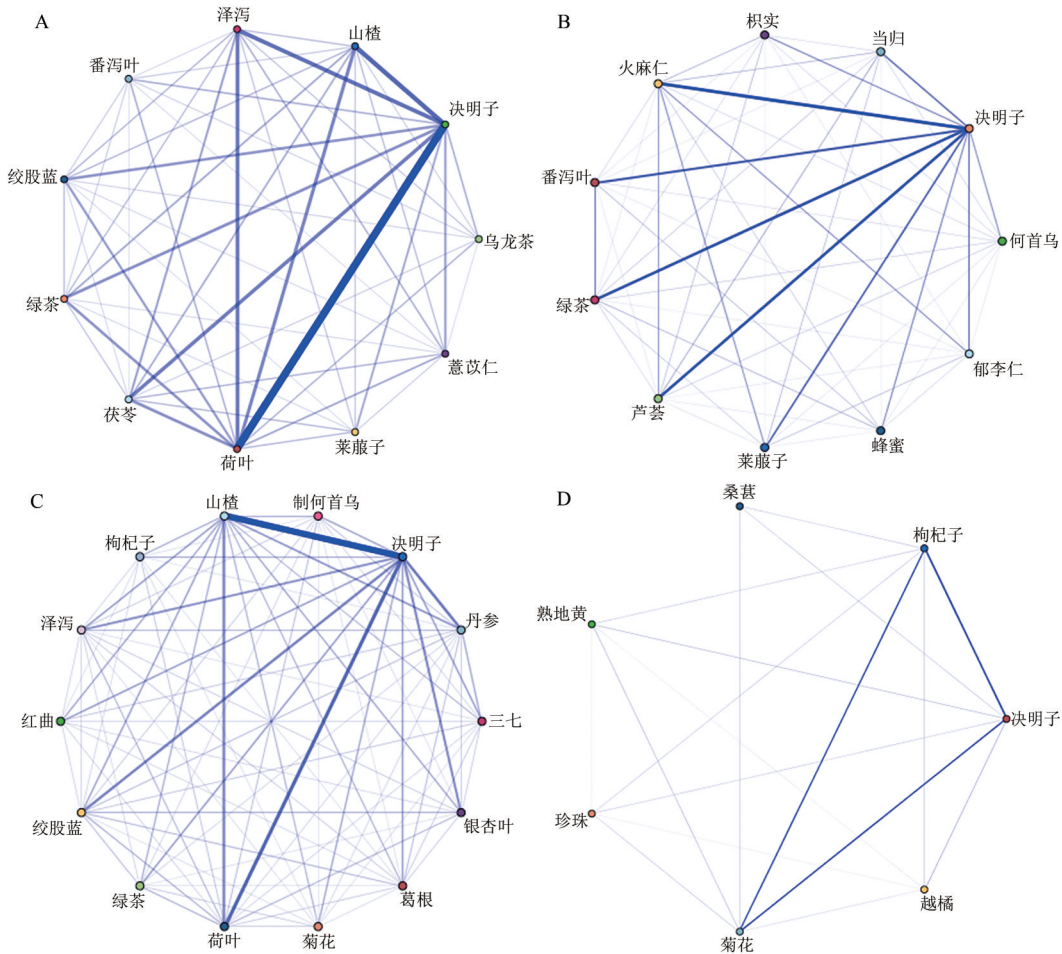 A
泽泻
山楂
番泻叶
决明子
绞股蓝
乌龙茶
绿茶
薏苡仁
茯苓
莱菔子
荷叶
B
枳实
当归
火麻仁
决明子
番泻叶
何首乌
绿茶
郁李仁
芦荟
蜂蜜
莱菔子
C
山楂
制何首乌
枸杞子
决明子
泽泻
丹参
红曲
三七
绞股蓝
银杏叶
绿茶
葛根
荷叶
菊花
D
桑葚
枸杞子
熟地黄
决明子
珍珠
越橘
菊花